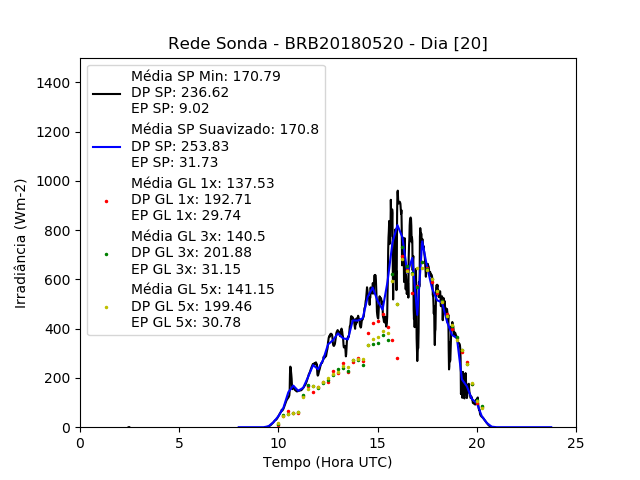 Rede Sonda - BRB20180520 - Dia [20]
Irradiância (Wm-2)
1400
1200
1000
800
600
400
200
0
Média SP Min: 170.79
DP SP: 236.62
EP SP: 9.02
Média SP Suavizado: 170.8
DP SP: 253.83
EP SP: 31.73
Média GL 1x: 137.53
DP GL 1x: 192.71
EP GL 1x: 29.74
Média GL 3x: 140.5
DP GL 3x: 201.88
EP GL 3x: 31.15
Média GL 5x: 141.15
DP GL 5x: 199.46
EP GL 5x: 30.78
0 5 10 15 20 25
Tempo (Hora UTC)